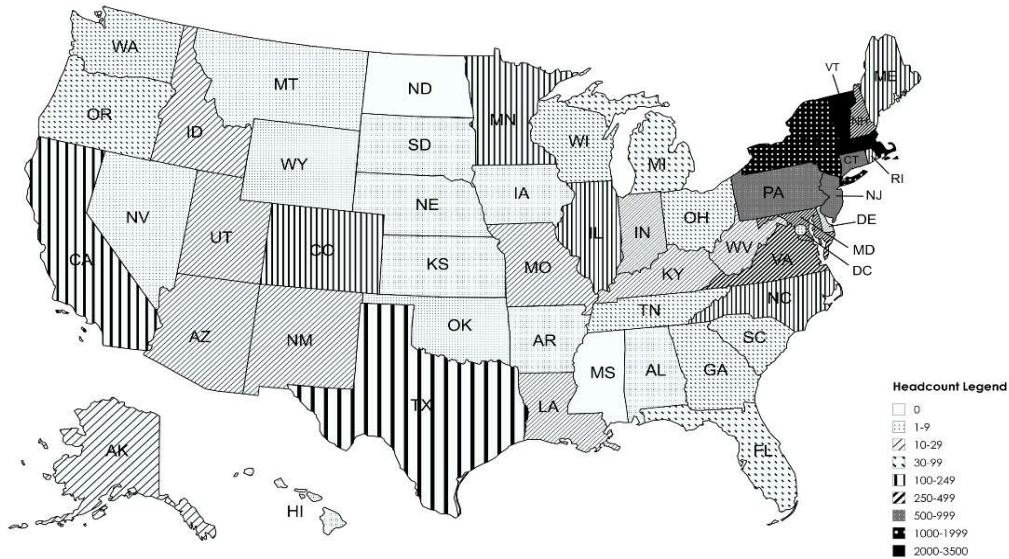 WA
MT
ND
MN
VT
ME
OR
ID
WY
SD
WI
MI
NH
CT
RI
NV
UT
CO
NE
IA
IL
IN
OH
PA
NJ
DE
MD
DC
CA
KS
MO
KY
WV
VA
AZ
NM
OK
AR
TN
NC
SC
TX
LA
MS
AL
GA
FL
AK
HI
Headcount Legend
0
1-9
10-29
30-99
100-249
250-499
500-999
1000-1999
2000-3500